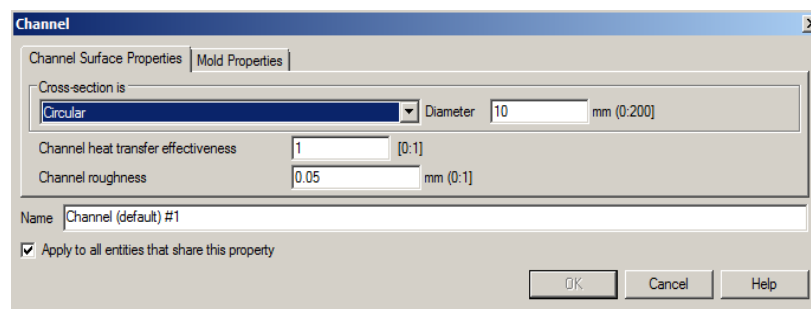 Channel
Channel Surface Properties Mold Properties
Cross-section is
Circular Diameter 10 mm (0:200]
Channel heat transfer effectiveness 1 [0:1]
Channel roughness 0.05 mm (0:1]
Name Channel (default) #1
Apply to all entities that share this property
OK Cancel Help